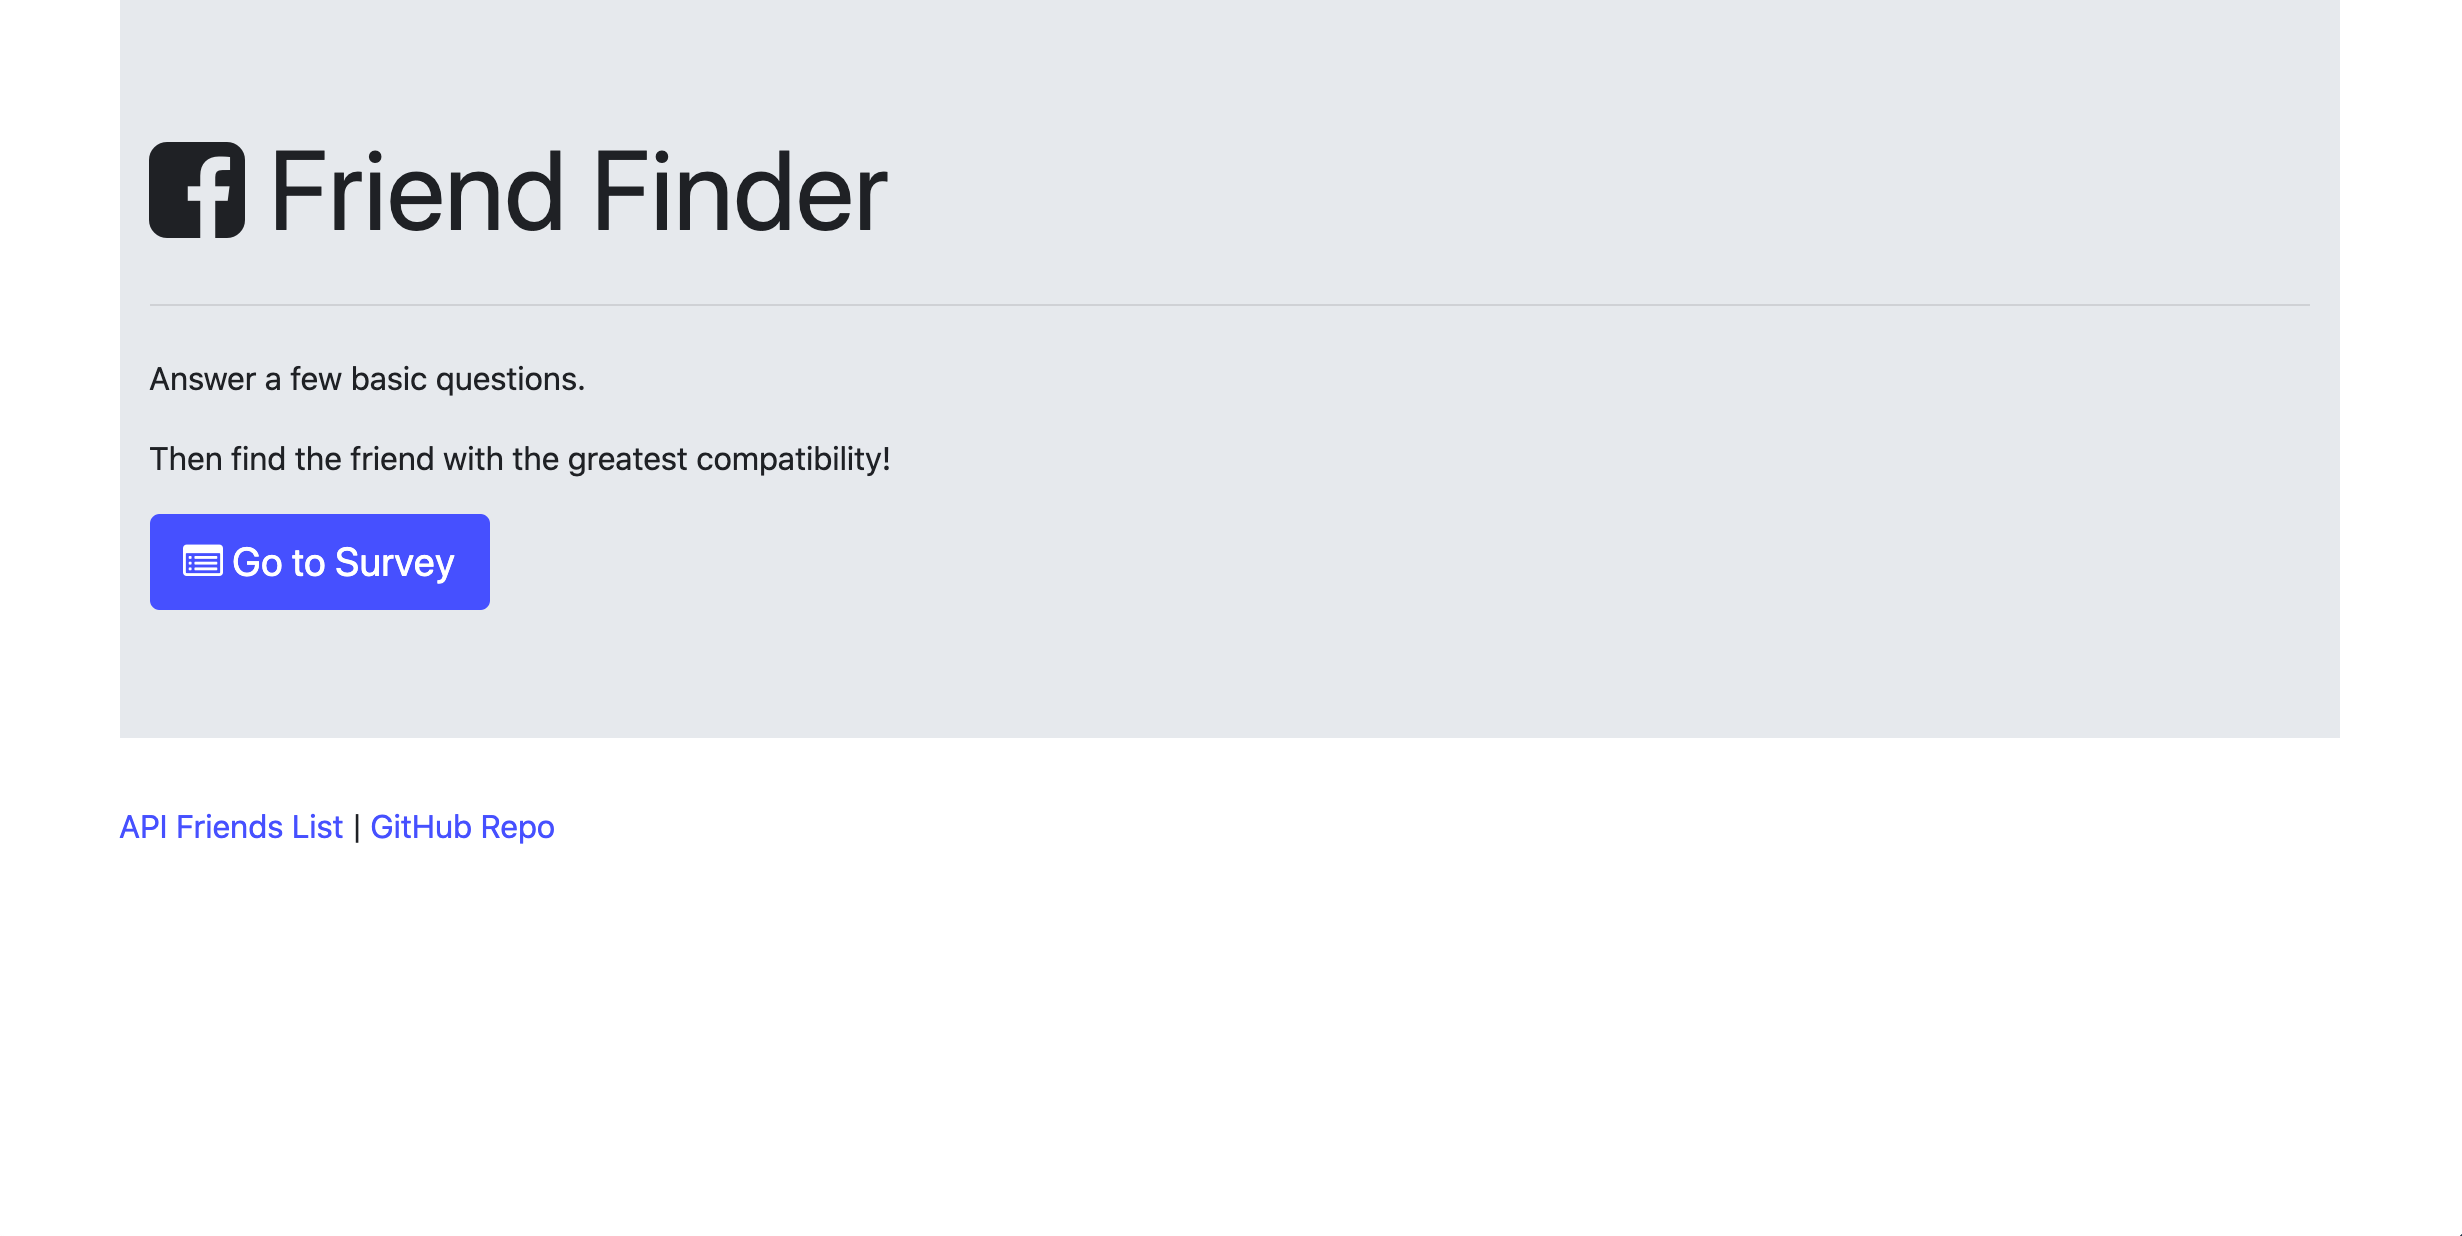 Friend Finder
Answer a few basic questions.
Then find the friend with the greatest compatibility!
Go to Survey
API Friends List | GitHub Repo